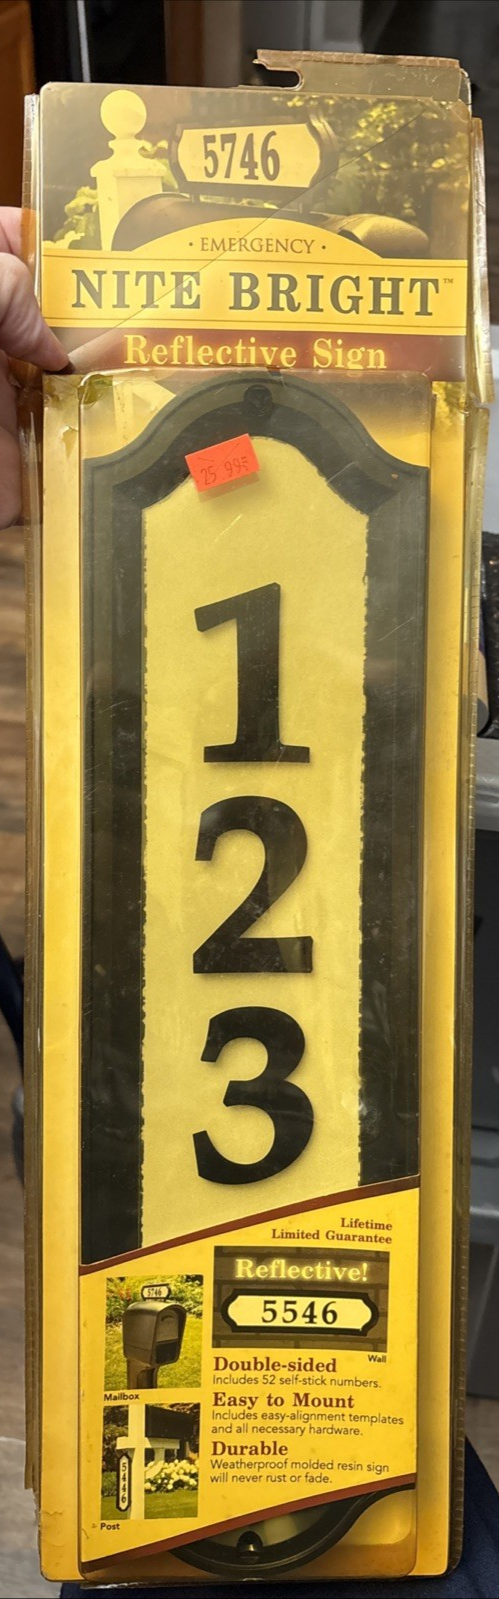 5746
· EMERGENCY ·
NITE BRIGHT™
Reflective Sign
25.99
1
2
3
Lifetime
Limited Guarantee
Reflective!
5546
Wall
5746
Mailbox
Double-sided
Includes 52 self-stick numbers.
Easy to Mount
Includes easy-alignment templates
and all necessary hardware.
Durable
Weatherproof molded resin sign
will never rust or fade.
5446
Post